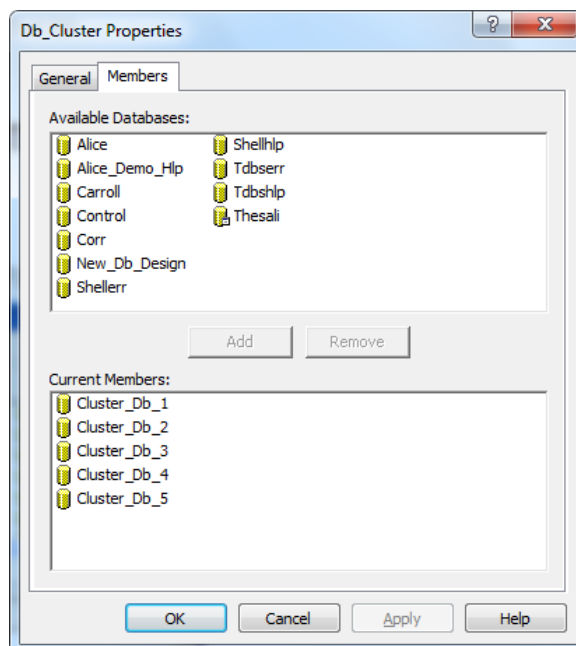 Db_Cluster Properties
?
General Members
Available Databases:
Alice
Alice_Demo_Hlp
Carroll
Control
Corr
New_Db_Design
Shellerr
Shellhlp
Tdbserr
Tdbshlp
Thesali
Add Remove
Current Members:
Cluster_Db_1
Cluster_Db_2
Cluster_Db_3
Cluster_Db_4
Cluster_Db_5
OK Cancel Apply Help